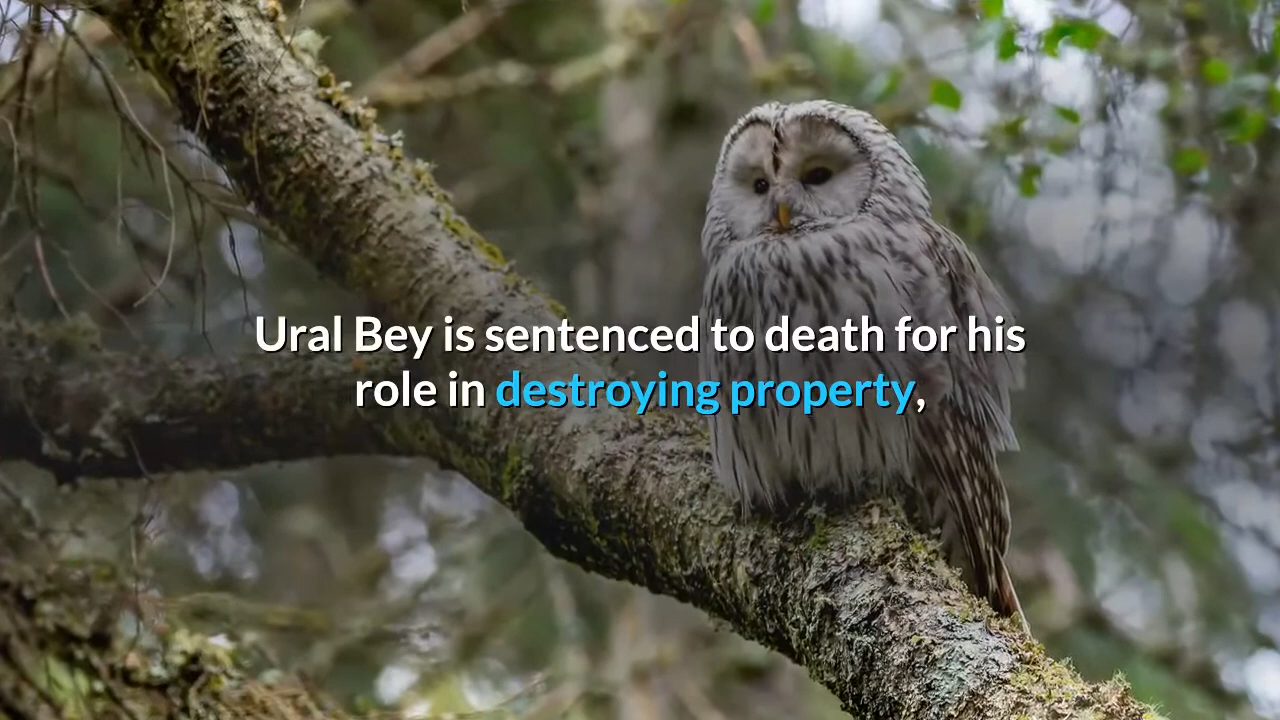 Ural Bey is sentenced to death for his
role in destroying property,